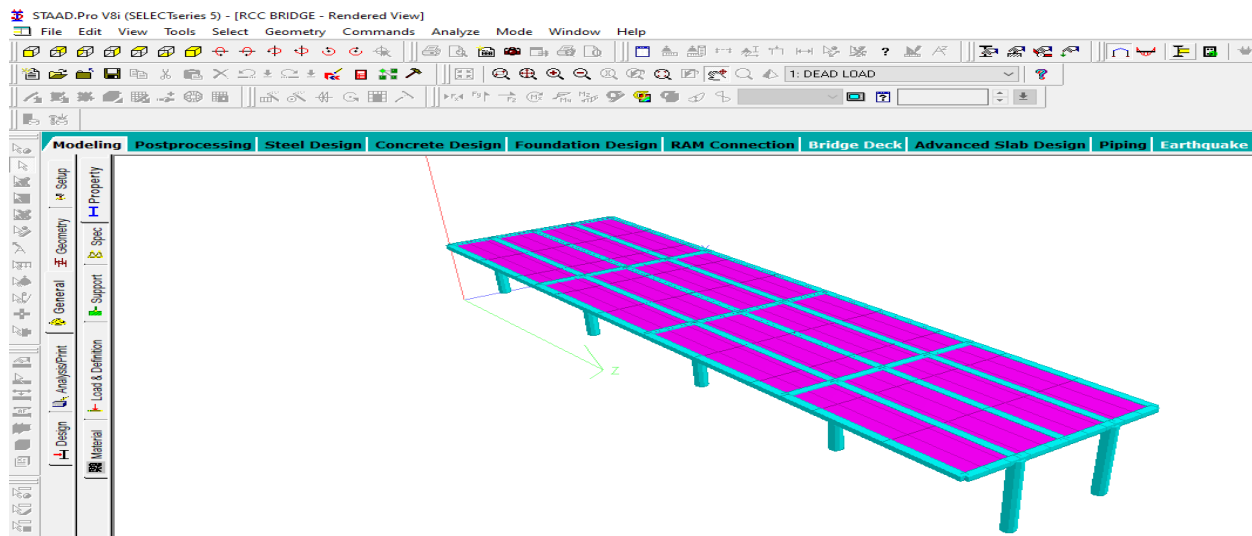 STAAD.Pro V8i (SELECTseries 5) - [RCC BRIDGE - Rendered View]
File Edit View Tools Select Geometry Commands Analyze Mode Window Help
1: DEAD LOAD
Modeling Postprocessing Steel Design Concrete Design Foundation Design RAM Connection Bridge Deck Advanced Slab Design Piping Earthquake
Setup
Geometry
General
Analysis/Print
Design
Property
Spec
Support
Load & Definition
Material
Z